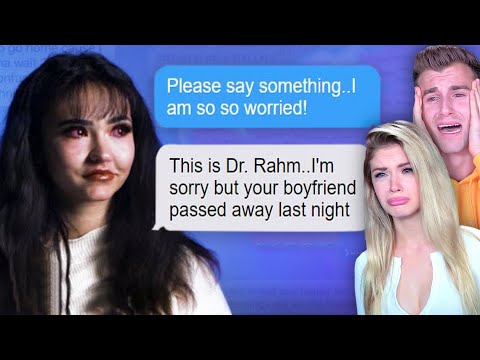 Please say something..I
am so so worried!
This is Dr. Rahm..I'm
sorry but your boyfriend
passed away last night